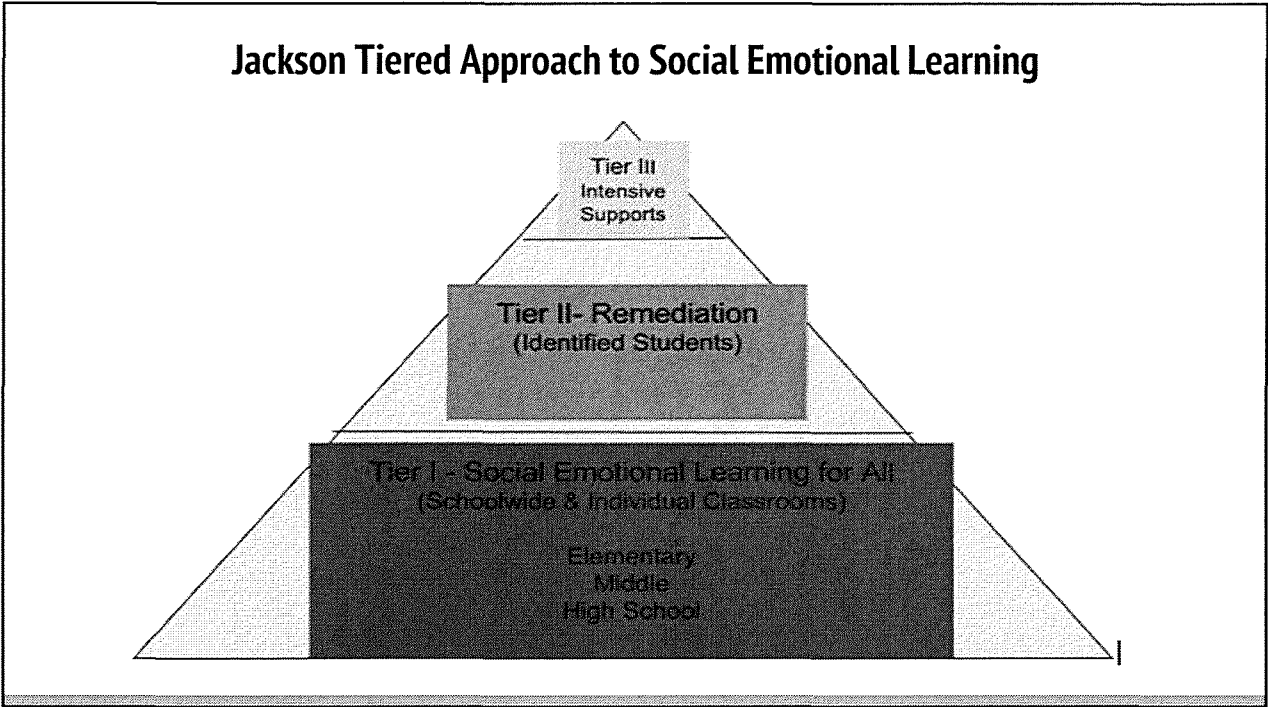 Jackson Tiered Approach to Social Emotional Learning
Tier III
Intensive
Supports
Tier II- Remediation
(Identified Students)
Tier I - Social Emotional Learning for All
(Schoolwide & Individual Classrooms)
Elementary
Middle
High School